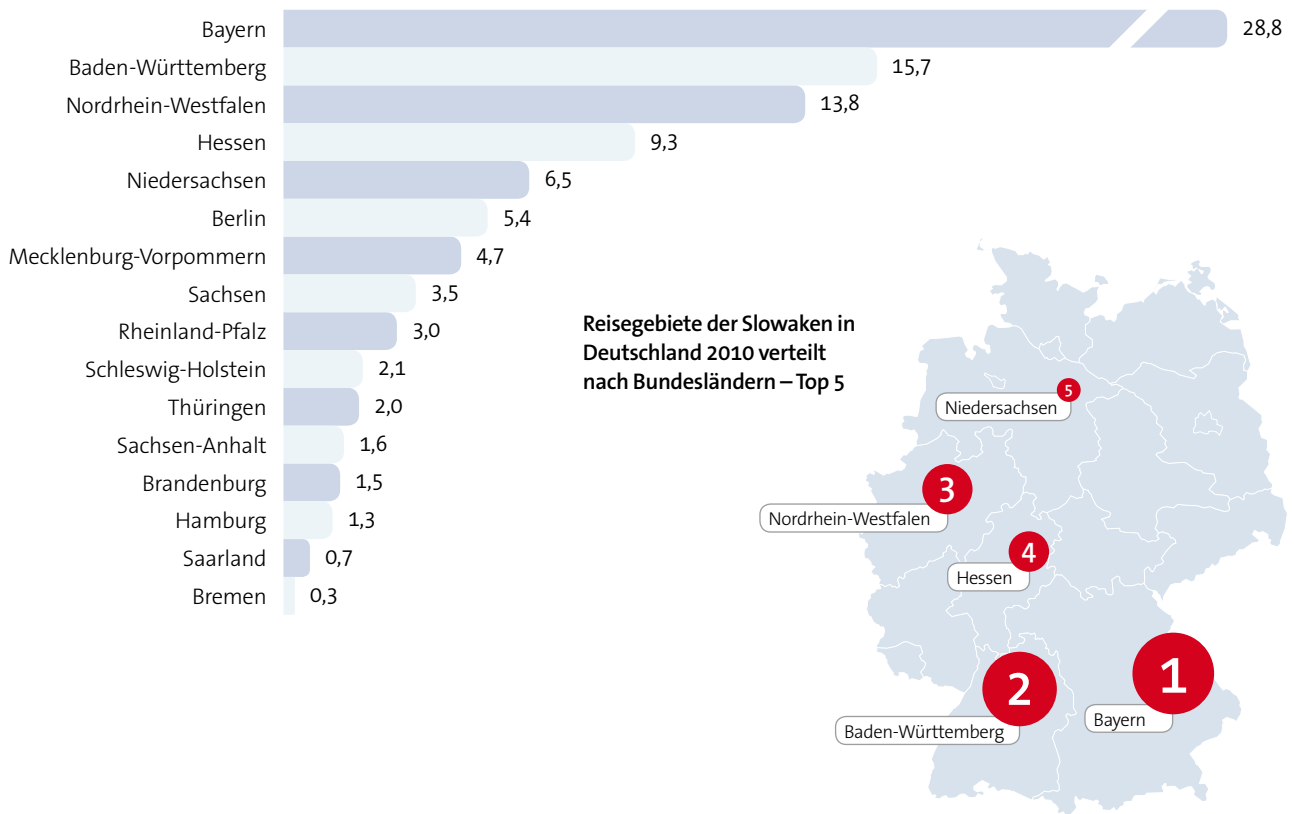 Bayern 28,8
Baden-Württemberg 15,7
Nordrhein-Westfalen 13,8
Hessen 9,3
Niedersachsen 6,5
Berlin 5,4
Mecklenburg-Vorpommern 4,7
Sachsen 3,5
Rheinland-Pfalz 3,0
Schleswig-Holstein 2,1
Thüringen 2,0
Sachsen-Anhalt 1,6
Brandenburg 1,5
Hamburg 1,3
Saarland 0,7
Bremen 0,3
Reisegebiete der Slowaken in
Deutschland 2010 verteilt
nach Bundesländern – Top 5
5
Niedersachsen
3
Nordrhein-Westfalen
4
Hessen
1
Bayern
2
Baden-Württemberg